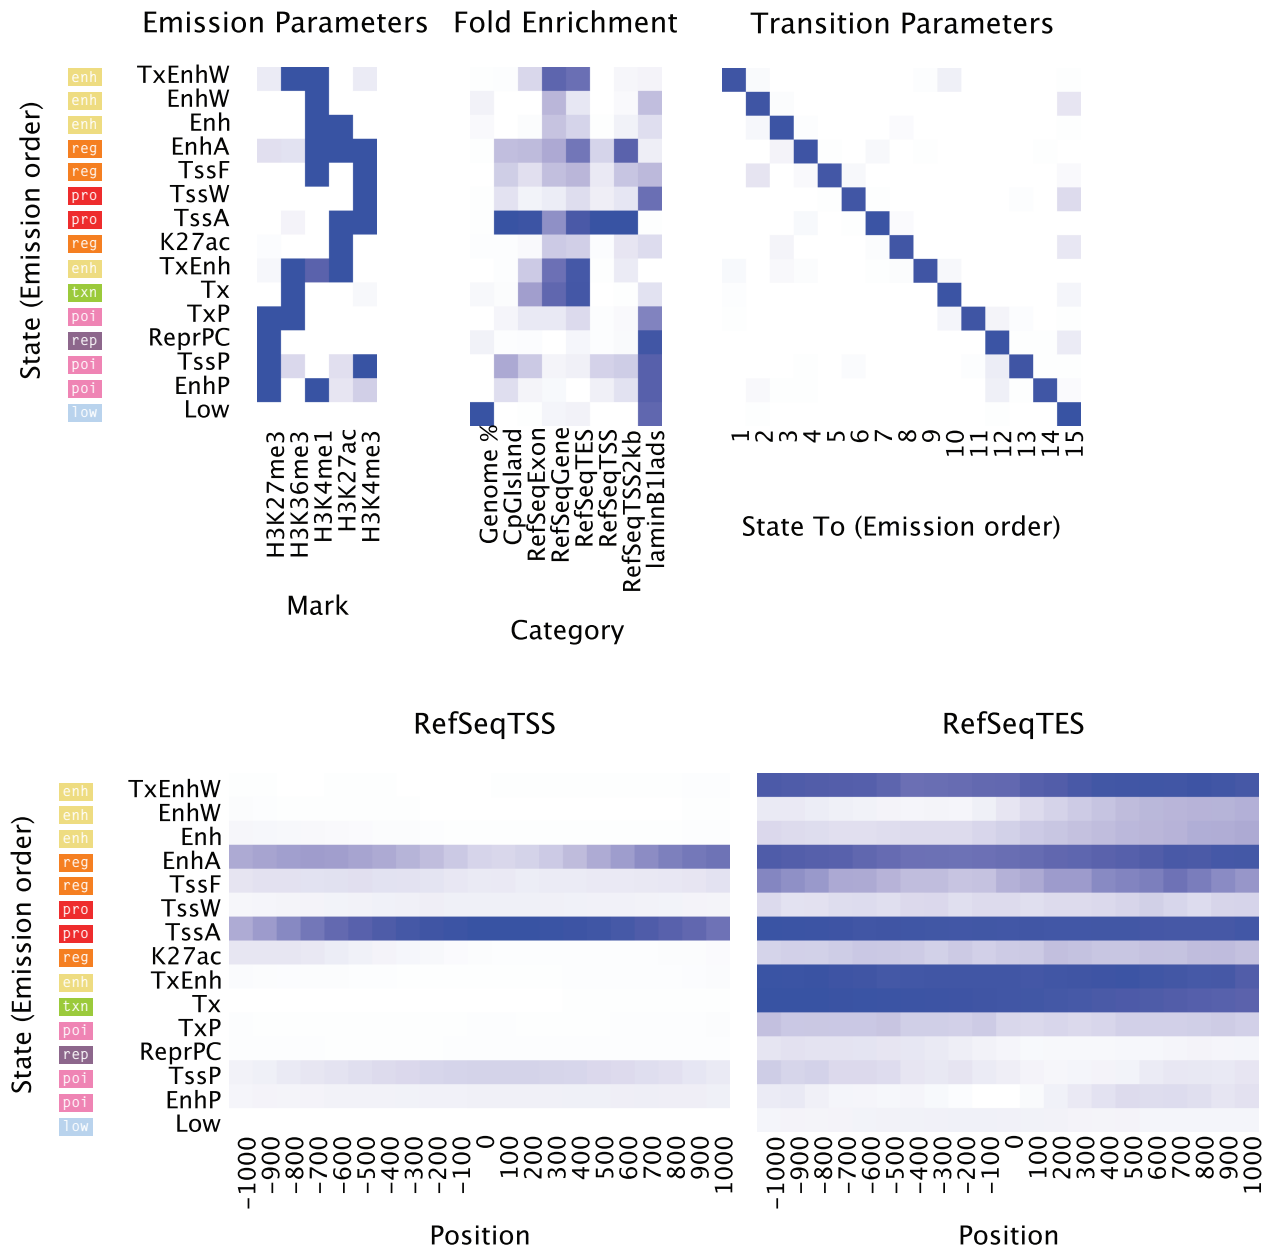 Emission Parameters Fold Enrichment Transition Parameters
State (Emission order)
enh TxEnhW
enh EnhW
enh Enh
reg EnhA
reg TssF
pro TssW
pro TssA
reg K27ac
enh TxEnh
txn Tx
poi TxP
rep ReprPC
poi TssP
poi EnhP
low Low
H3K27me3 H3K36me3 H3K4me1 H3K27ac H3K4me3
Genome % CpGIsland RefSeqExon RefSeqGene RefSeqTES RefSeqTSS RefSeqTSS2kb laminB1lads
1 2 3 4 5 6 7 8 9 10 11 12 13 14 15
Mark
Category
State To (Emission order)
RefSeqTSS RefSeqTES
State (Emission order)
enh TxEnhW
enh EnhW
enh Enh
reg EnhA
reg TssF
pro TssW
pro TssA
reg K27ac
enh TxEnh
txn Tx
poi TxP
rep ReprPC
poi TssP
poi EnhP
low Low
−1000 −900 −800 −700 −600 −500 −400 −300 −200 −100 0 100 200 300 400 500 600 700 800 900 1000
−1000 −900 −800 −700 −600 −500 −400 −300 −200 −100 0 100 200 300 400 500 600 700 800 900 1000
Position Position